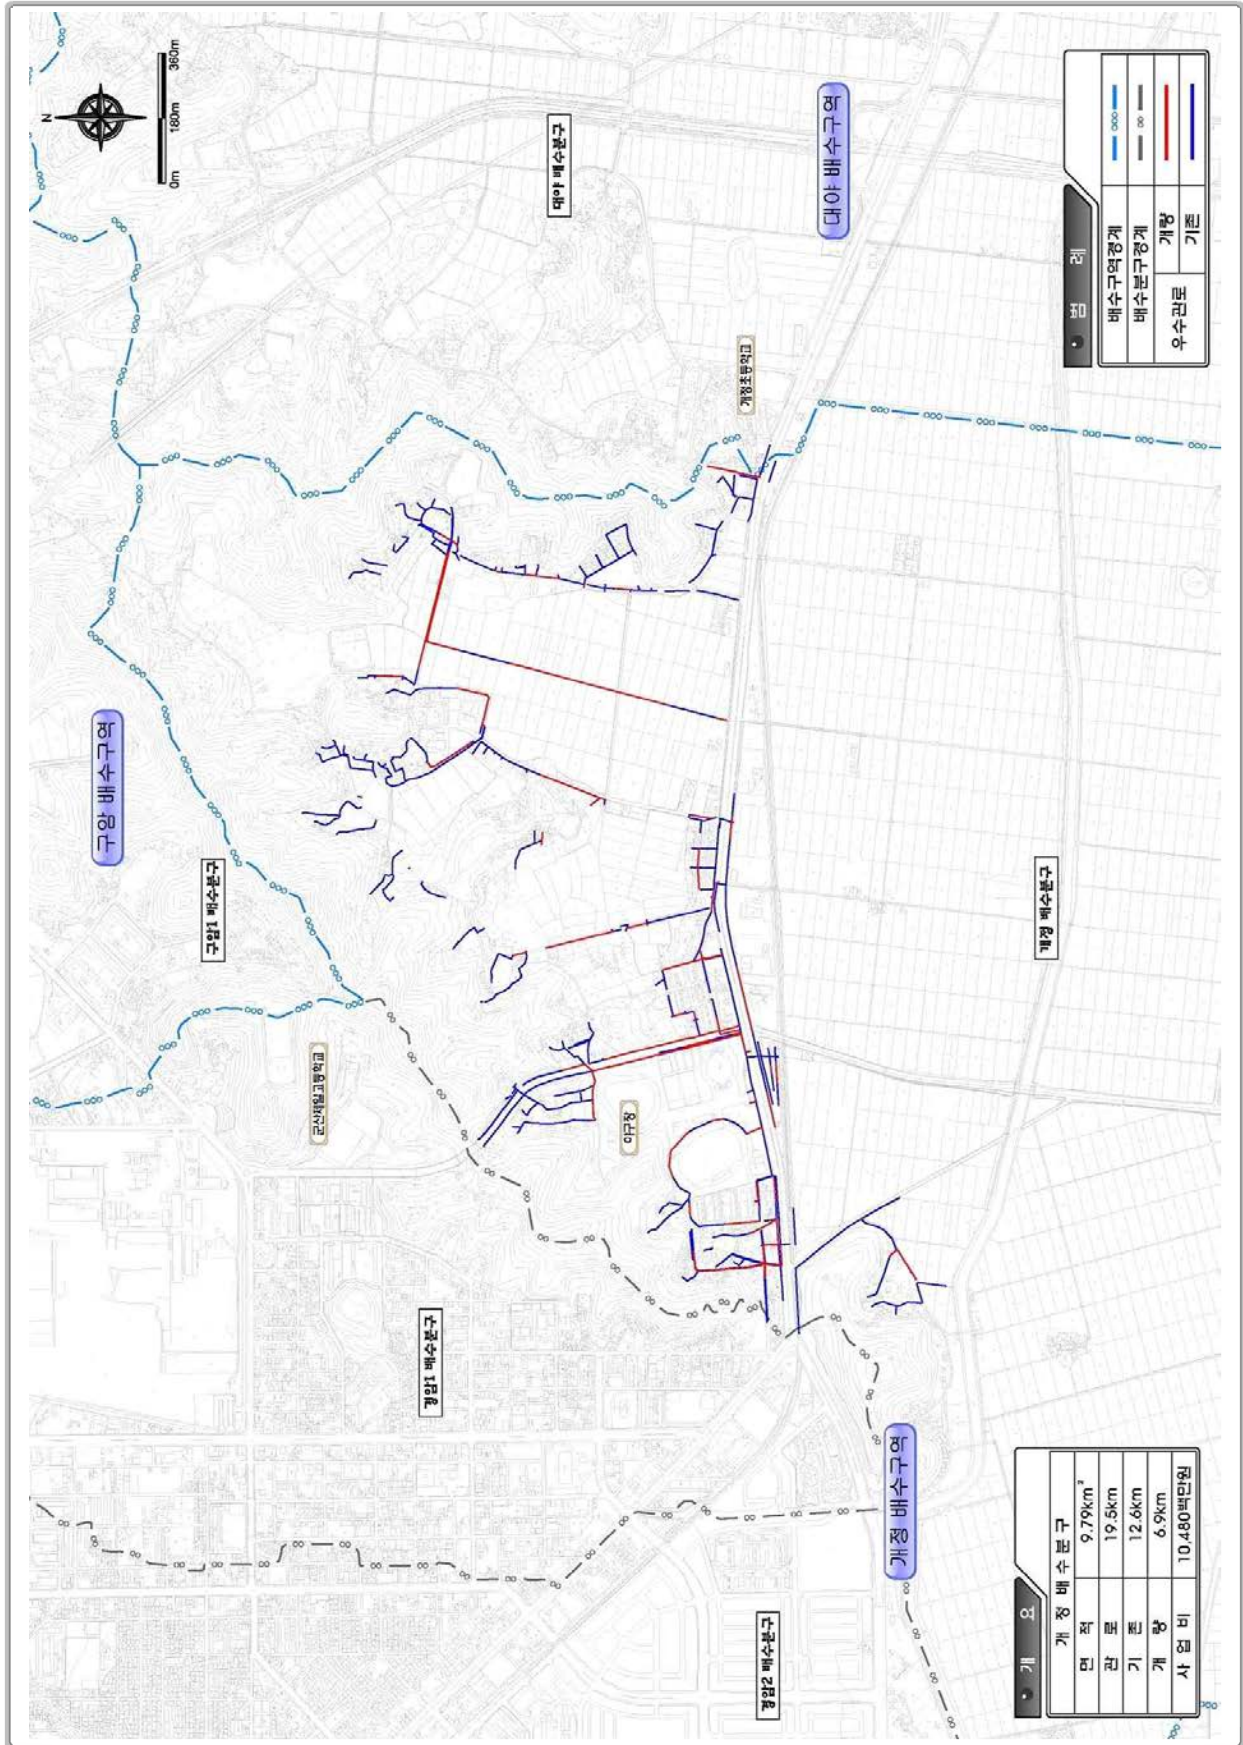 N
0m 180m 360m
구암 배수구역
구암1 배수분구
대야 배수분구
대야 배수구역
군산제일고등학교
개정초등학교
야구장
경암1 배수분구
개정 배수분구
경암2 배수분구
개정 배수구역
개 요
개 정 배 수 분 구
면 적 9.79km²
관 로 19.5km
기 존 12.6km
개 량 6.9km
사 업 비 10,480백만원
범 례
배수구역경계
배수분구경계
우수관로 개량
기존